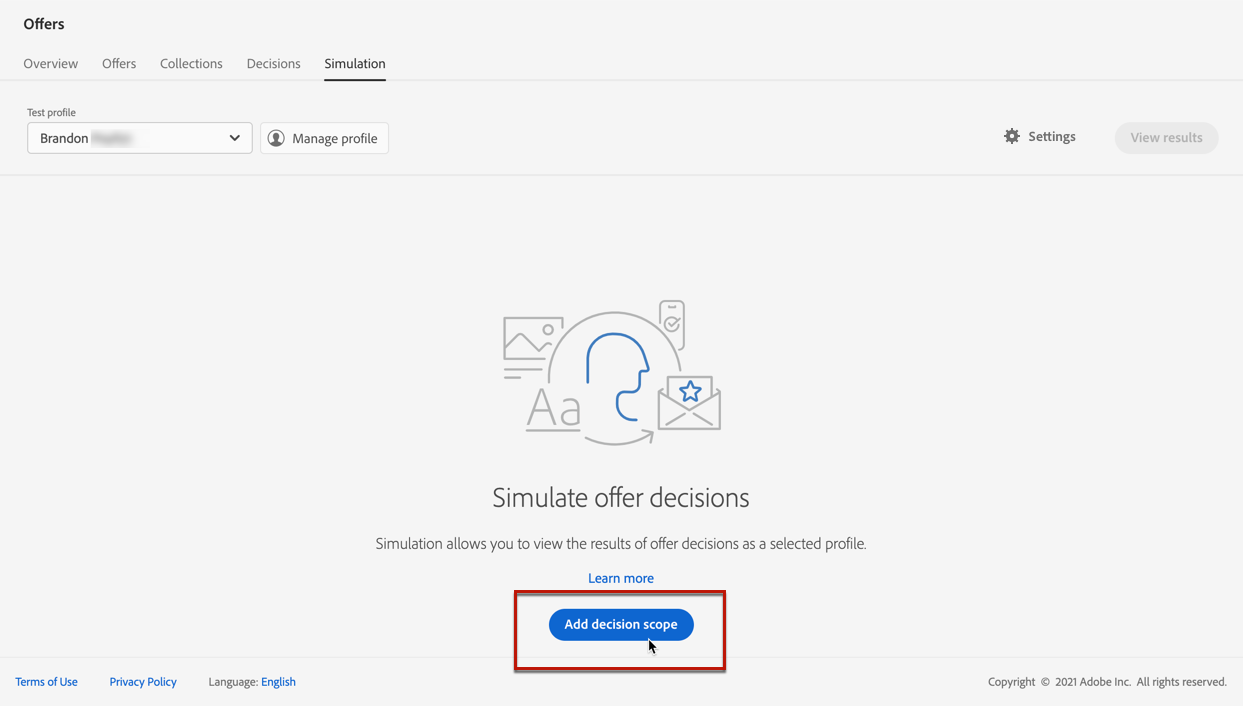 Offers
Overview Offers Collections Decisions Simulation
Test profile
Brandon
Manage profile
Settings
View results
Aa
Simulate offer decisions
Simulation allows you to view the results of offer decisions as a selected profile.
Learn more
Add decision scope
Terms of Use Privacy Policy Language: English Copyright © 2021 Adobe Inc. All rights reserved.